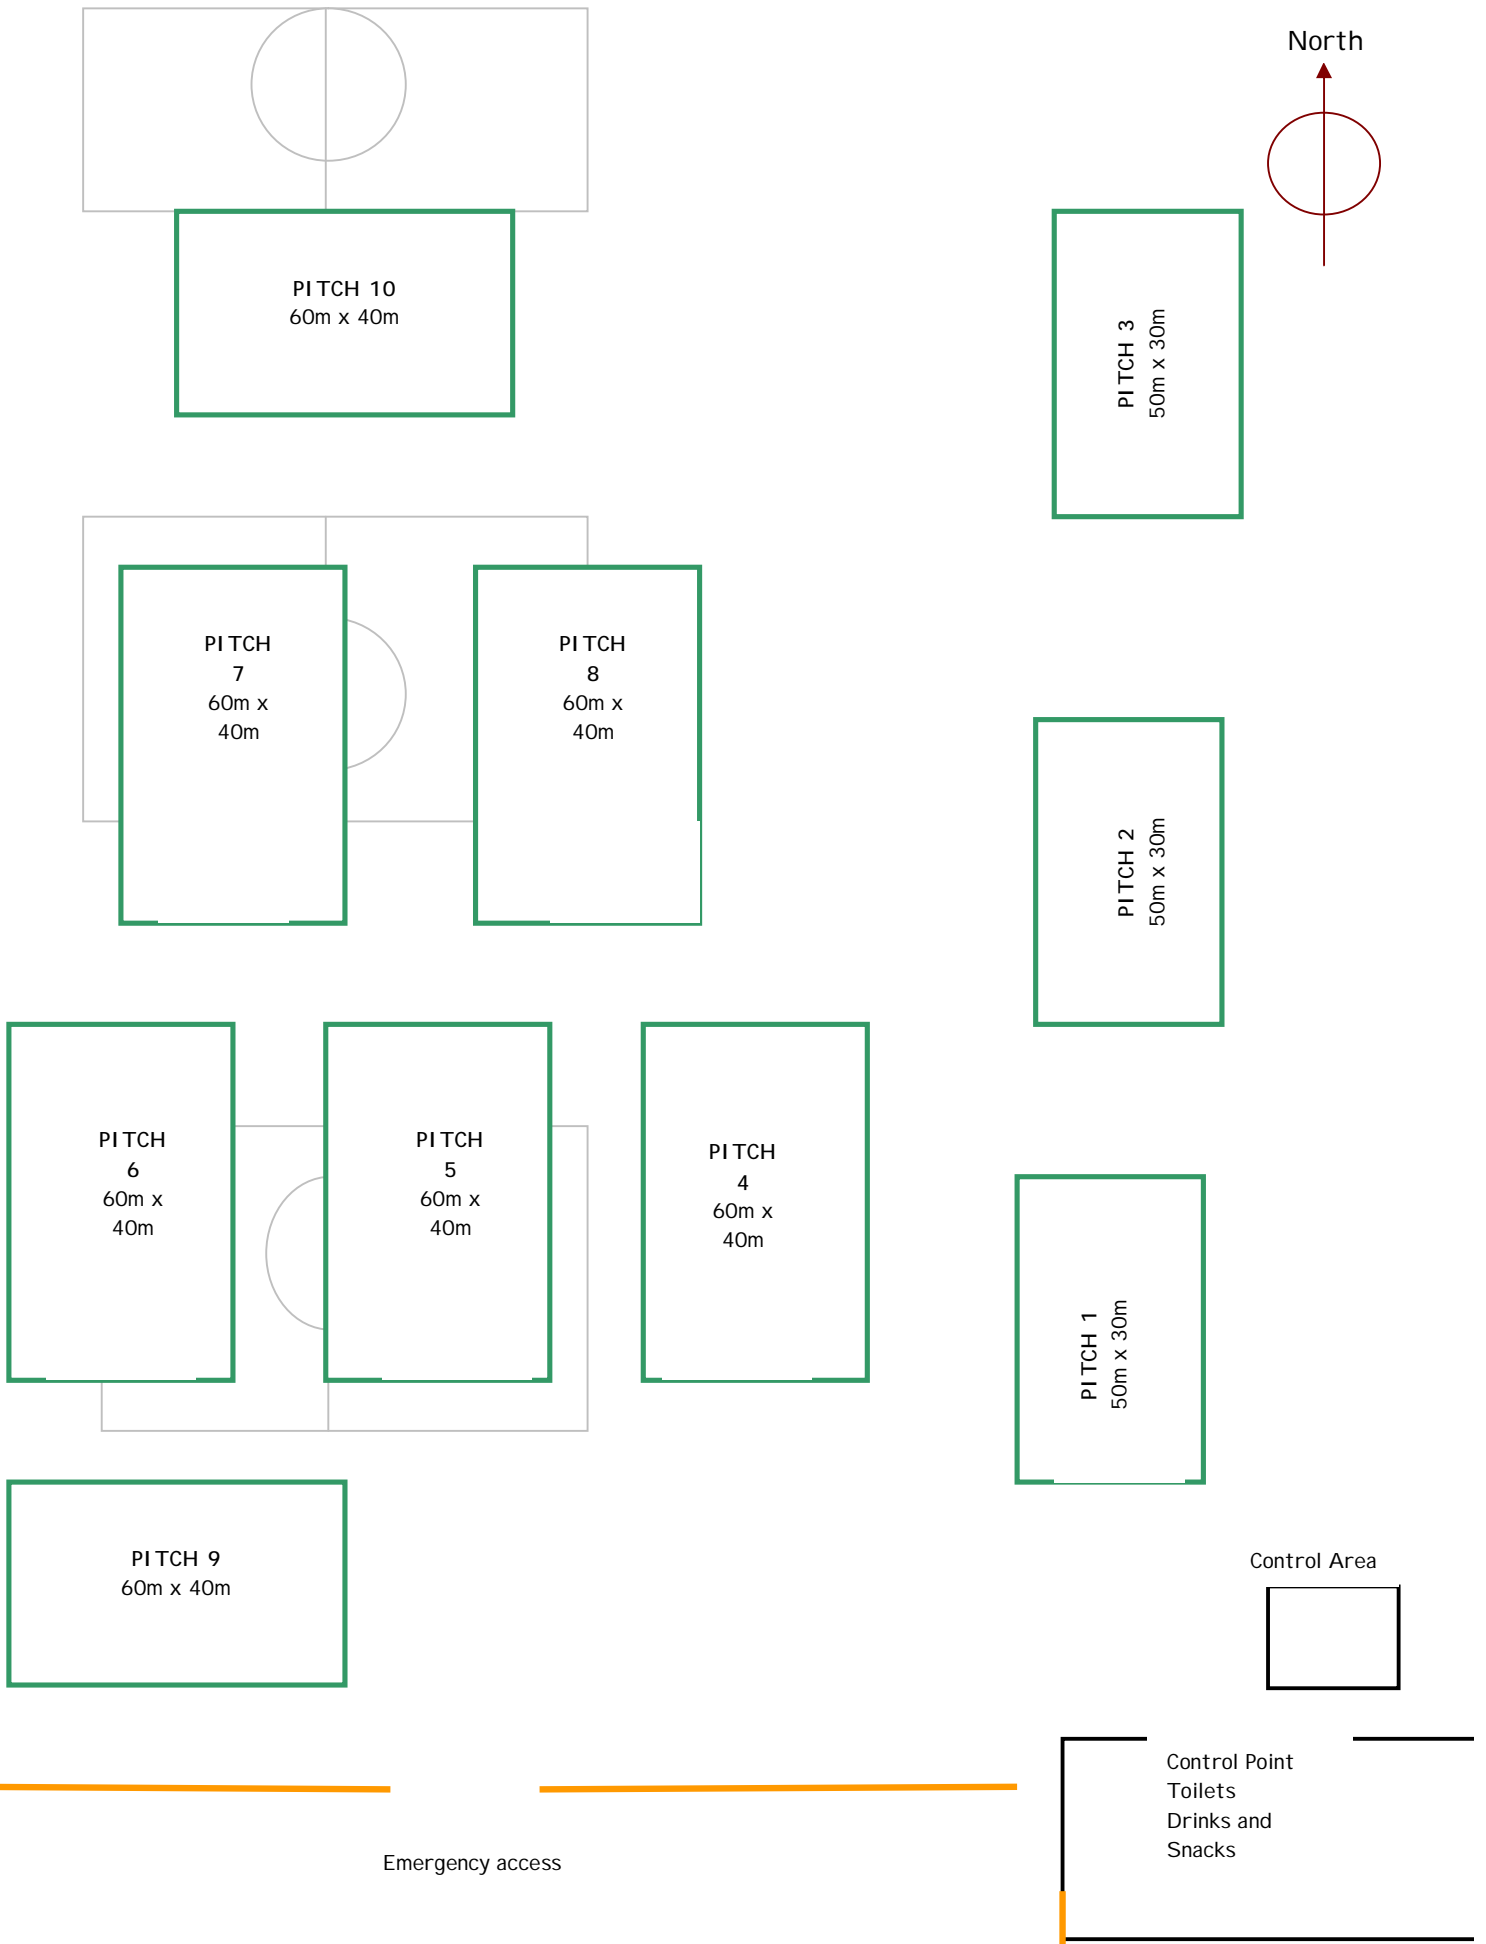 North
PITCH 10
60m x 40m
PITCH 3
50m x 30m
PITCH
7
60m x
40m
PITCH
8
60m x
40m
PITCH 2
50m x 30m
PITCH
6
60m x
40m
PITCH
5
60m x
40m
PITCH
4
60m x
40m
PITCH 1
50m x 30m
PITCH 9
60m x 40m
Control Area
Control Point
Toilets
Drinks and
Snacks
Emergency access